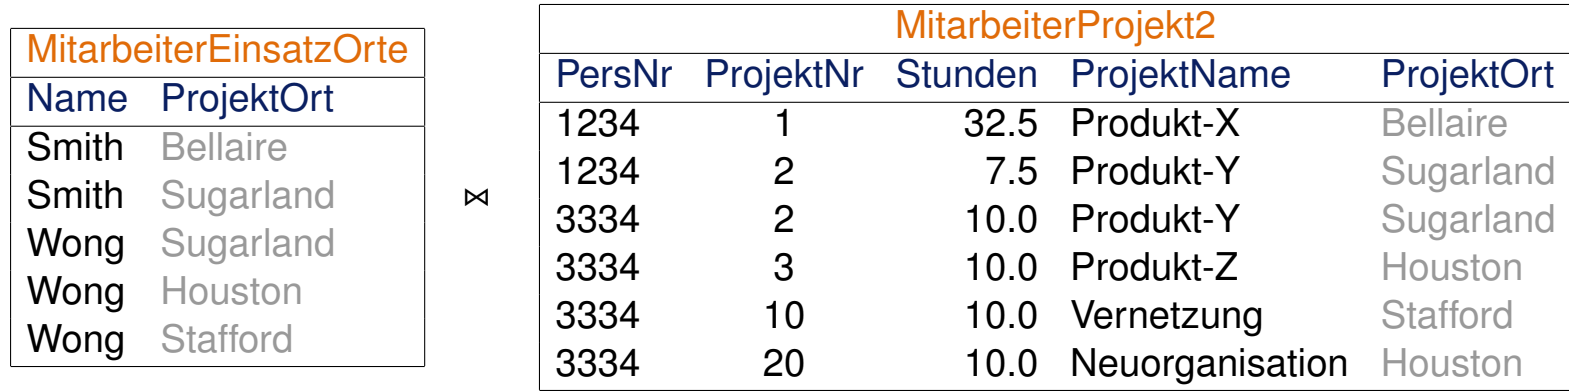 MitarbeiterEinsatzOrte
Name ProjektOrt
Smith Bellaire
Smith Sugarland
Wong Sugarland
Wong Houston
Wong Stafford
⋈
MitarbeiterProjekt2
PersNr ProjektNr Stunden ProjektName ProjektOrt
1234 1 32.5 Produkt-X Bellaire
1234 2 7.5 Produkt-Y Sugarland
3334 2 10.0 Produkt-Y Sugarland
3334 3 10.0 Produkt-Z Houston
3334 10 10.0 Vernetzung Stafford
3334 20 10.0 Neuorganisation Houston